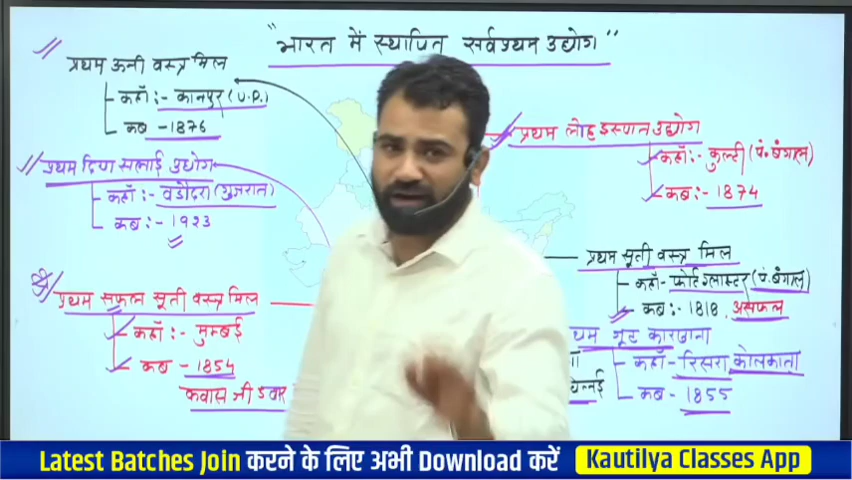 "भारत में स्थापित सर्वप्रथम उद्योग"
प्रथम ऊनी वस्त्र मिल
कहाँ :- कानपुर (U.P.)
कब - 1876
प्रथम दिया सलाई उद्योग
कहाँ :- वडोदरा (गुजरात)
कब :- 1923
प्रथम सफल सूती वस्त्र मिल
कहाँ :- मुम्बई
कब - 1854
कवास जी डबार
प्रथम लौह इस्पात उद्योग
कहाँ :- कुल्टी (पं. बंगाल)
कब :- 1874
प्रथम सूती वस्त्र मिल
कहाँ- फोर्ट ग्लास्टर (पं. बंगाल)
कब :- 1818, असफल
थम जूट कारखाना
कहाँ - रिसरा कोलकाता
कब - 1855
Latest Batches Join करने के लिए अभी Download करें Kautilya Classes App